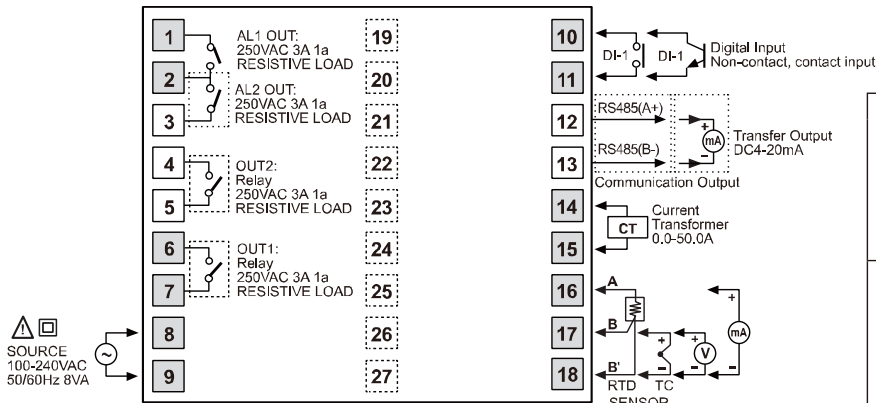 1
AL1 OUT:
250VAC 3A 1a
RESISTIVE LOAD
2
AL2 OUT:
250VAC 3A 1a
RESISTIVE LOAD
3
4
OUT2:
Relay
250VAC 3A 1a
RESISTIVE LOAD
5
6
OUT1:
Relay
250VAC 3A 1a
RESISTIVE LOAD
7
8
9
SOURCE
100-240VAC
50/60Hz 8VA
19
20
21
22
23
24
25
26
27
10
11
DI-1
DI-1
Digital Input
Non-contact, contact input
12
RS485(A+)
13
RS485(B-)
+
mA
-
Transfer Output
DC4-20mA
Communication Output
14
15
CT
Current
Transformer
0.0-50.0A
16
A
17
B
18
B'
RTD
SENSOR
+
-
TC
+
V
-
+
mA
-